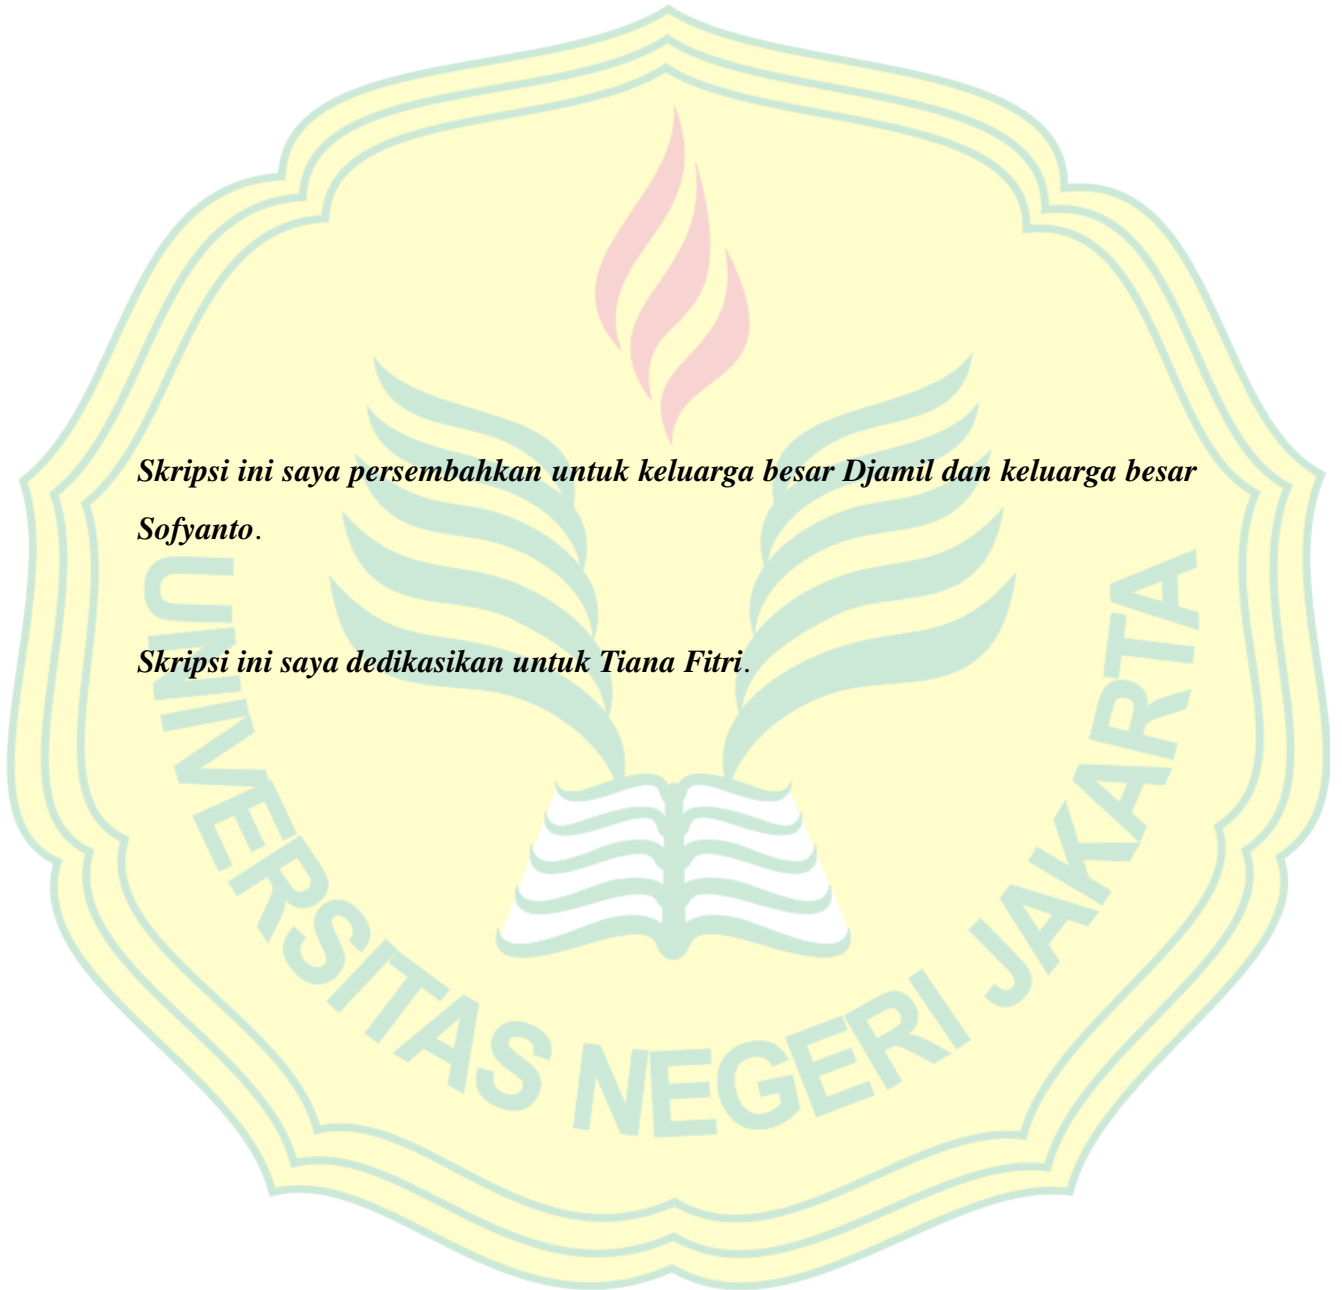 Skripsi ini saya persembahkan untuk keluarga besar Djamil dan keluarga besar
Sofyanto.
Skripsi ini saya dedikasikan untuk Tiana Fitri.
UNIVERSITAS NEGERI JAKARTA